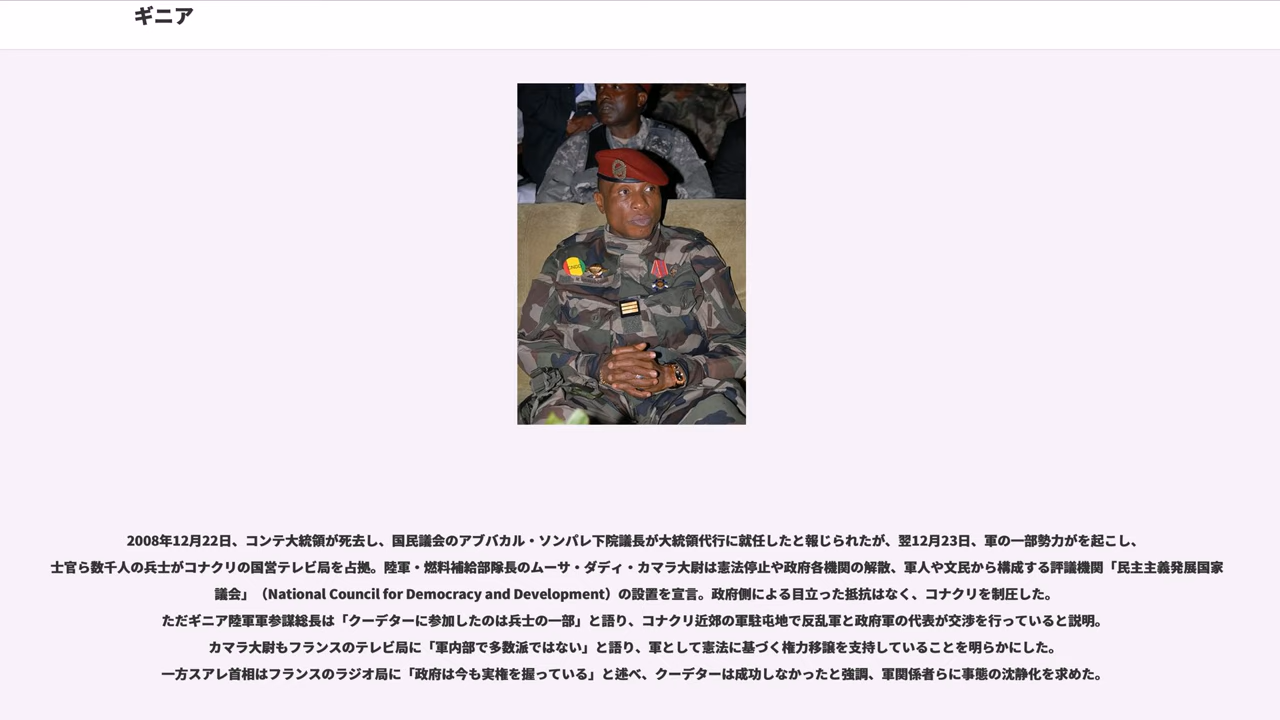 ギニア
2008年12月22日、コンテ大統領が死去し、国民議会のアブバカル・ソンパレ下院議長が大統領代行に就任したと報じられたが、翌12月23日、軍の一部勢力がを起こし、
士官ら数千人の兵士がコナクリの国営テレビ局を占拠。陸軍・燃料補給部隊長のムーサ・ダディ・カマラ大尉は憲法停止や政府各機関の解散、軍人や文民から構成する評議機関「民主主義発展国家
議会」（National Council for Democracy and Development）の設置を宣言。政府側による目立った抵抗はなく、コナクリを制圧した。
ただギニア陸軍軍参謀総長は「クーデターに参加したのは兵士の一部」と語り、コナクリ近郊の軍駐屯地で反乱軍と政府軍の代表が交渉を行っていると説明。
カマラ大尉もフランスのテレビ局に「軍内部で多数派ではない」と語り、軍として憲法に基づく権力移譲を支持していることを明らかにした。
一方スアレ首相はフランスのラジオ局に「政府は今も実権を握っている」と述べ、クーデターは成功しなかったと強調、軍関係者らに事態の沈静化を求めた。